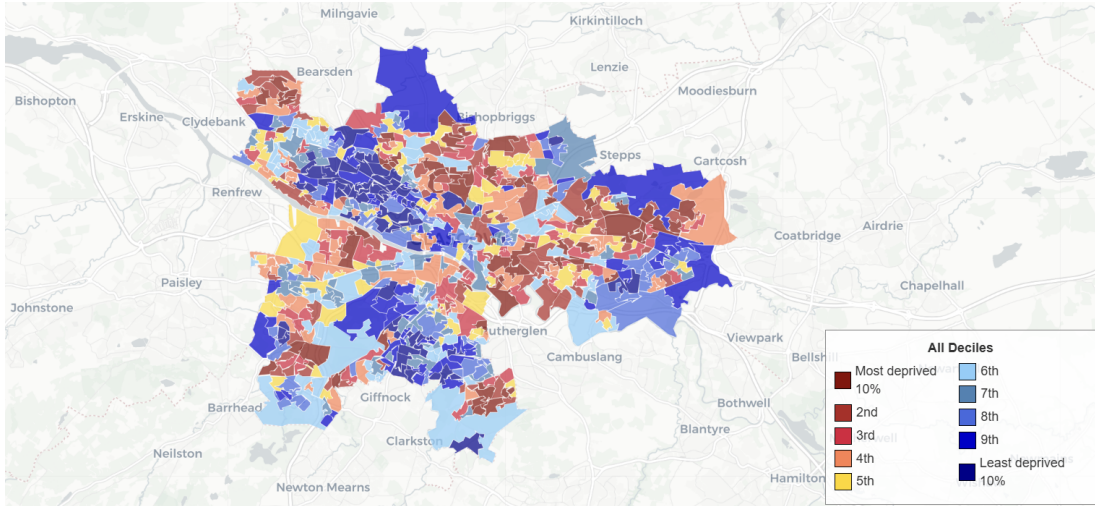 Milngavie
Kirkintilloch
Bearsden
Lenzie
Moodiesburn
Bishopton
Erskine
Clydebank
Bishopbriggs
Stepps
Gartcosh
Renfrew
Airdrie
Coatbridge
Paisley
Chapelhall
Johnstone
Rutherglen
Viewpark
Cambuslang
Bellshill
Giffnock
Barrhead
Bothwell
Clarkston
Blantyre
Neilston
Hamilton
Newton Mearns
All Deciles
Most deprived
10%
2nd
3rd
4th
5th
6th
7th
8th
9th
Least deprived
10%